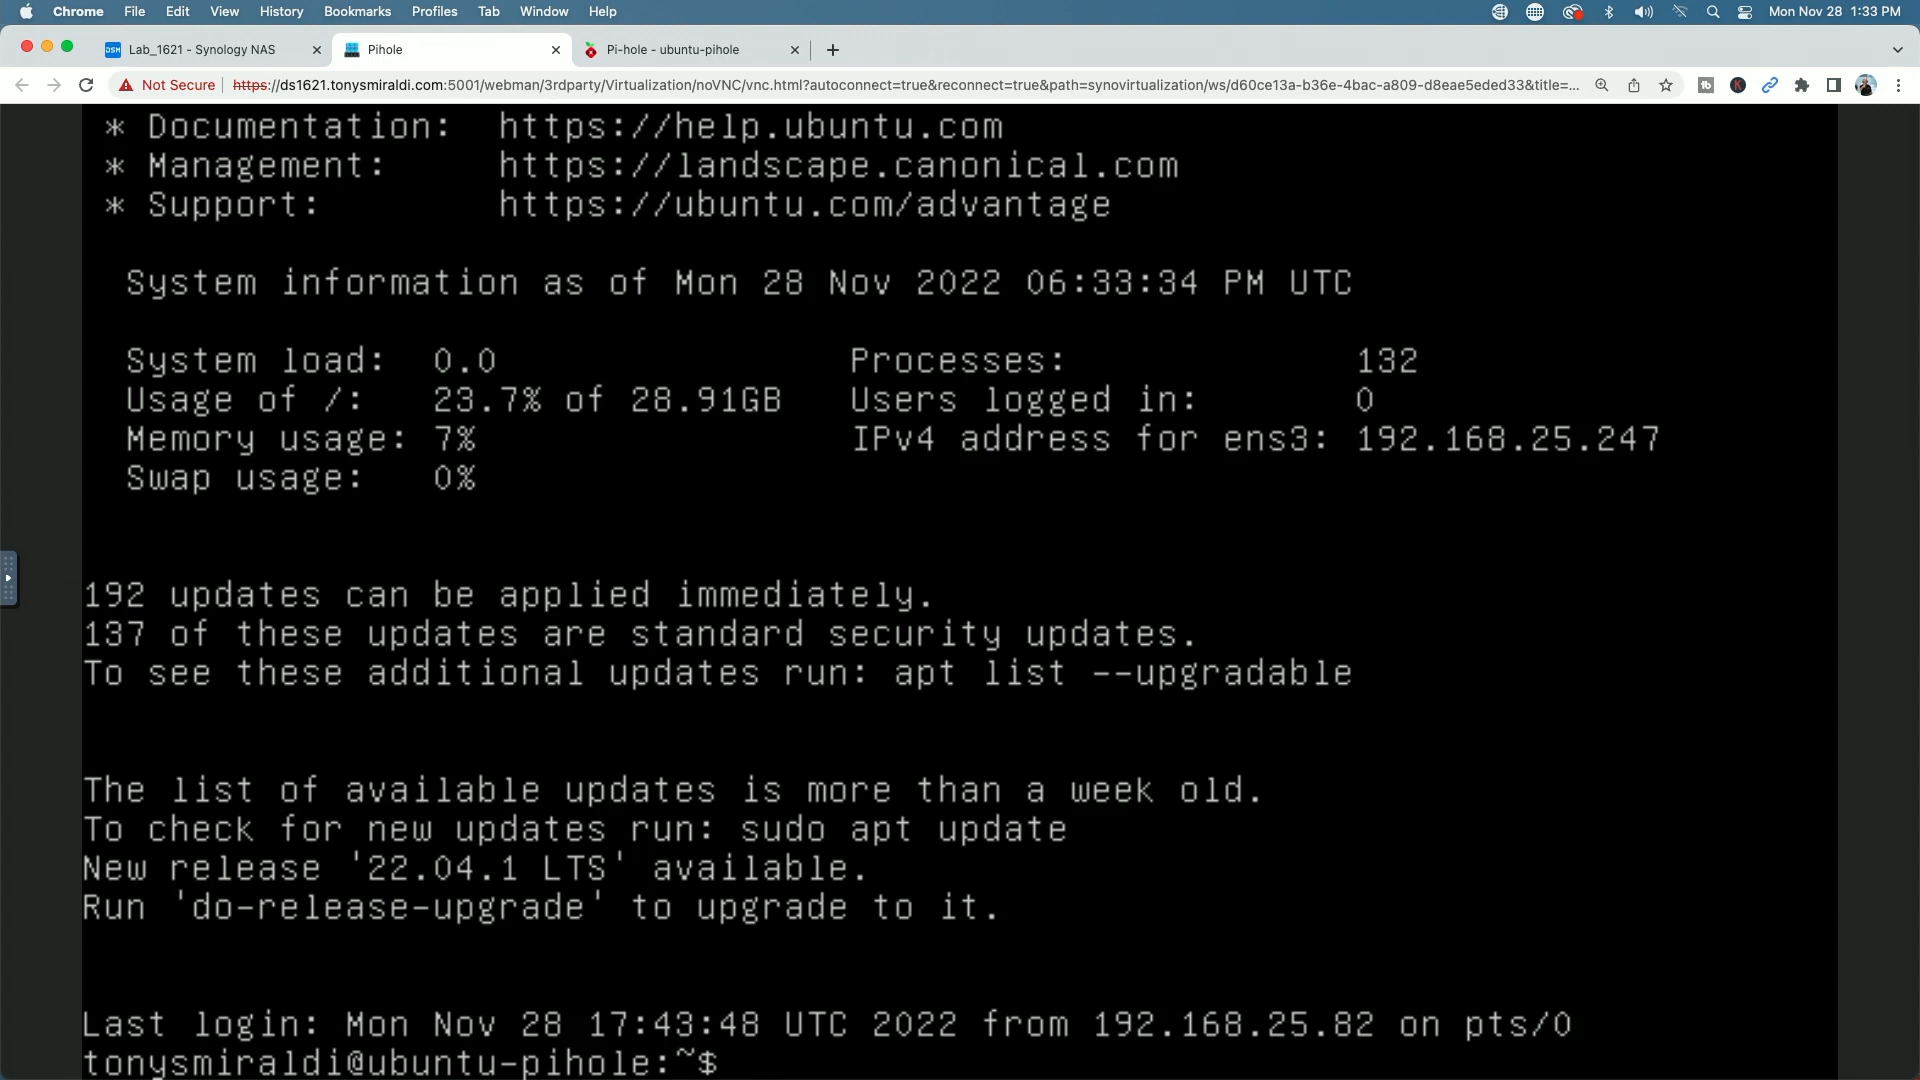 Chrome File Edit View History Bookmarks Profiles Tab Window Help Mon Nov 28 1:33 PM
DSM Lab_1621 - Synology NAS Pihole Pi-hole - ubuntu-pihole
Not Secure https://ds1621.tonysmiraldi.com:5001/webman/3rdparty/Virtualization/noVNC/vnc.html?autoconnect=true&reconnect=true&path=synovirtualization/ws/d60ce13a-b36e-4bac-a809-d8eae5eded33&title=...
* Documentation: https://help.ubuntu.com
* Management: https://landscape.canonical.com
* Support: https://ubuntu.com/advantage
System information as of Mon 28 Nov 2022 06:33:34 PM UTC
System load: 0.0 Processes: 132
Usage of /: 23.7% of 28.91GB Users logged in: 0
Memory usage: 7% IPv4 address for ens3: 192.168.25.247
Swap usage: 0%
192 updates can be applied immediately.
137 of these updates are standard security updates.
To see these additional updates run: apt list --upgradable
The list of available updates is more than a week old.
To check for new updates run: sudo apt update
New release '22.04.1 LTS' available.
Run 'do-release-upgrade' to upgrade to it.
Last login: Mon Nov 28 17:43:48 UTC 2022 from 192.168.25.82 on pts/0
tonysmiraldi@ubuntu-pihole:~$